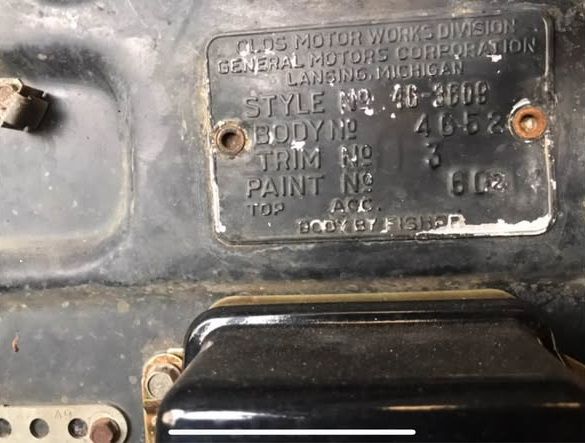 OLDS MOTOR WORKS DIVISION
GENERAL MOTORS CORPORATION
LANSING, MICHIGAN
STYLE Nº 46-3609
BODY Nº 4652
TRIM Nº 3
PAINT Nº 602
TOP ACC.
BODY BY FISHER